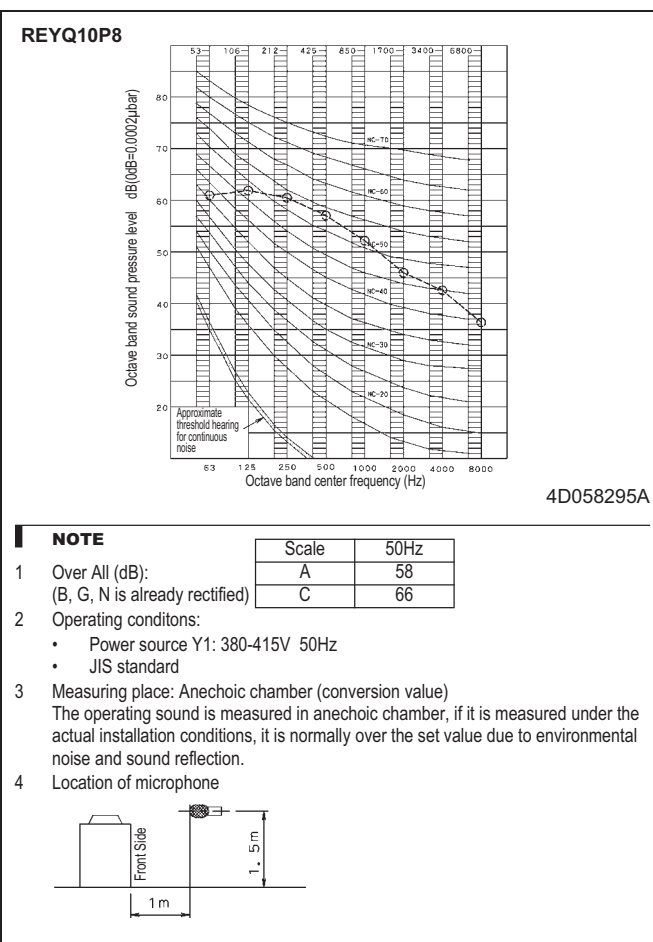 REYQ10P8
53 106 212 425 850 1700 3400 6800
Octave band sound pressure level dB(0dB=0.0002µbar)
80
70
60
50
40
30
20
NC-70
NC-60
NC-50
NC-40
NC-30
NC-20
Approximate
threshold hearing
for continuous
noise
63 125 250 500 1000 2000 4000 8000
Octave band center frequency (Hz)
4D058295A
NOTE
Scale 50Hz
1 Over All (dB): A 58
(B, G, N is already rectified) C 66
2 Operating conditons:
• Power source Y1: 380-415V 50Hz
• JIS standard
3 Measuring place: Anechoic chamber (conversion value)
The operating sound is measured in anechoic chamber, if it is measured under the
actual installation conditions, it is normally over the set value due to environmental
noise and sound reflection.
4 Location of microphone
Front Side
1.5m
1m